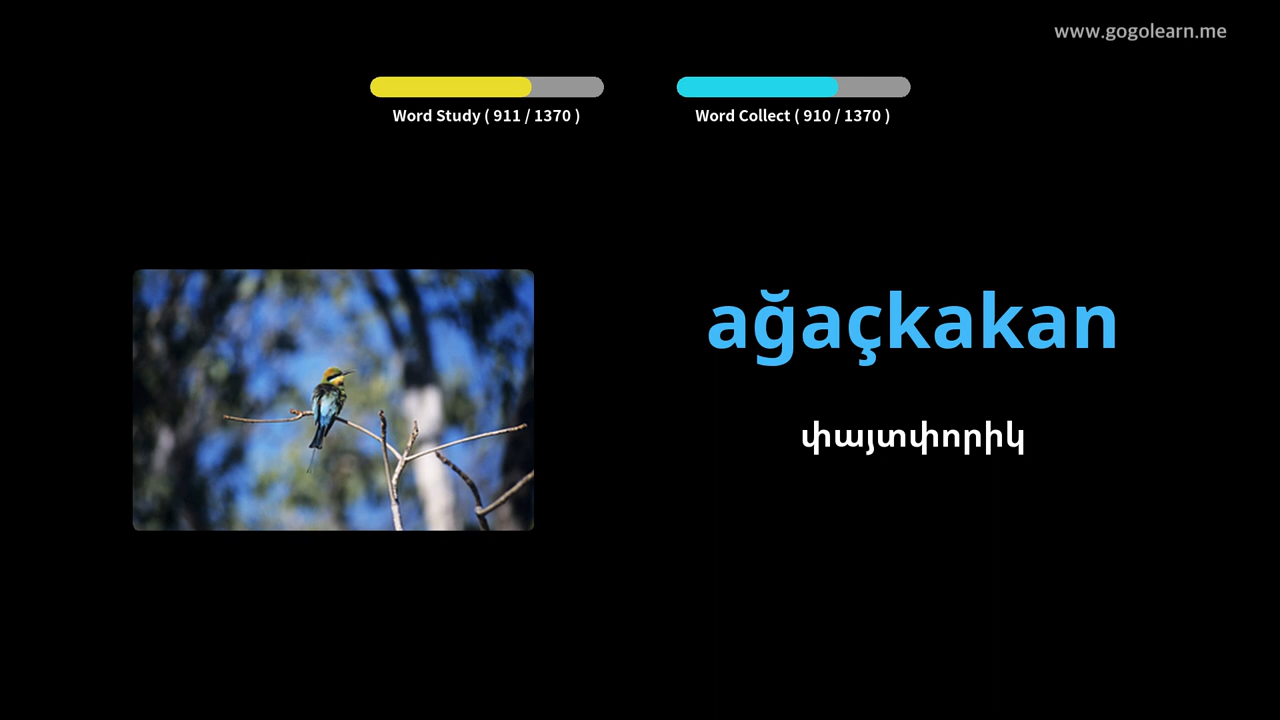 www.gogolearn.me
Word Study ( 911 / 1370 )
Word Collect ( 910 / 1370 )
ağaçkakan
փայտփորիկ